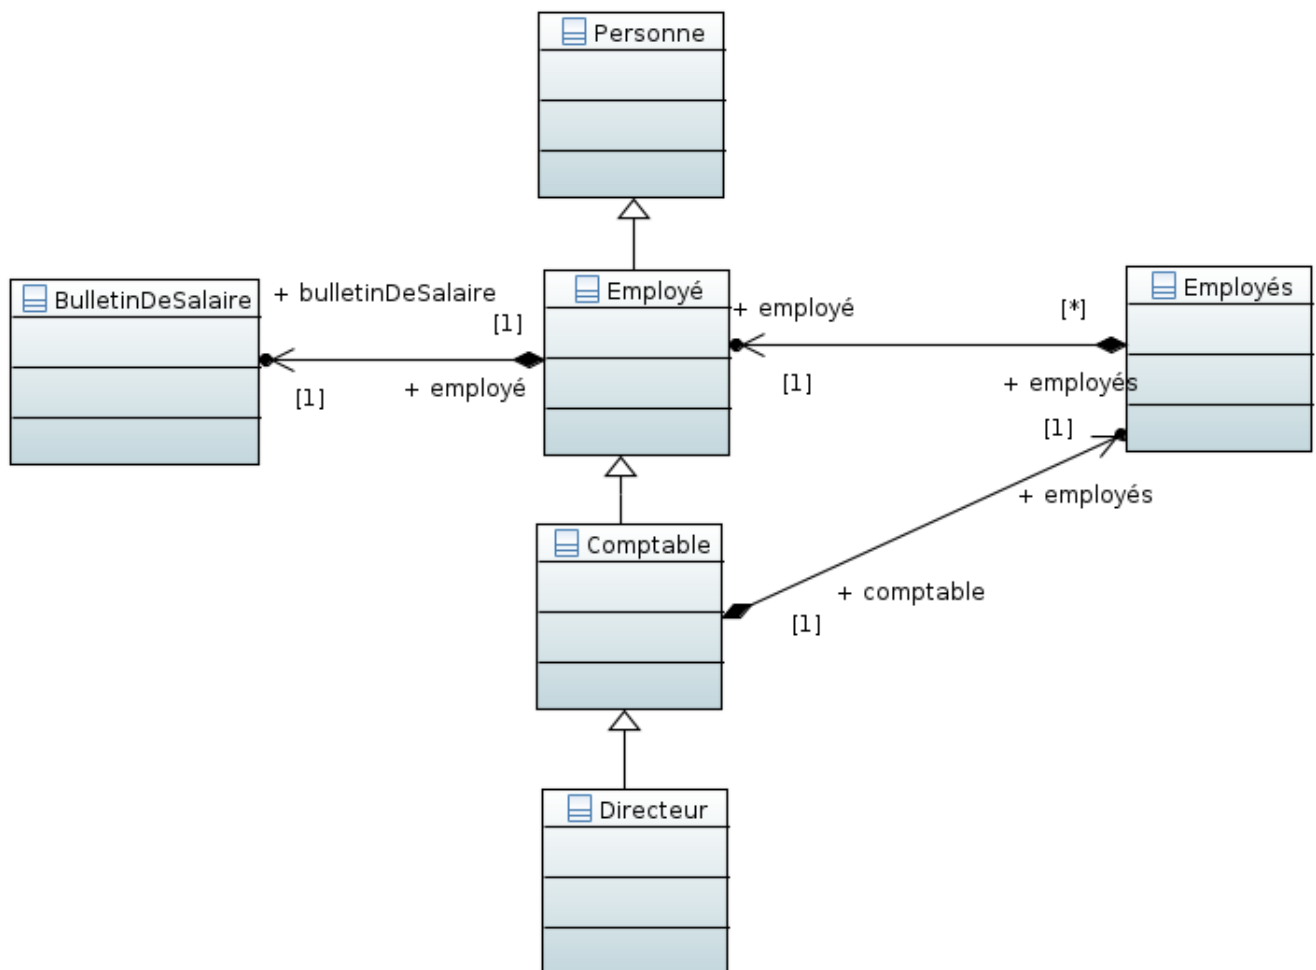 Personne
BulletinDeSalaire
+ bulletinDeSalaire
[1]
[1]
+ employé
Employé
+ employé
[*]
[1]
+ employés
Employés
[1]
+ employés
Comptable
+ comptable
[1]
Directeur